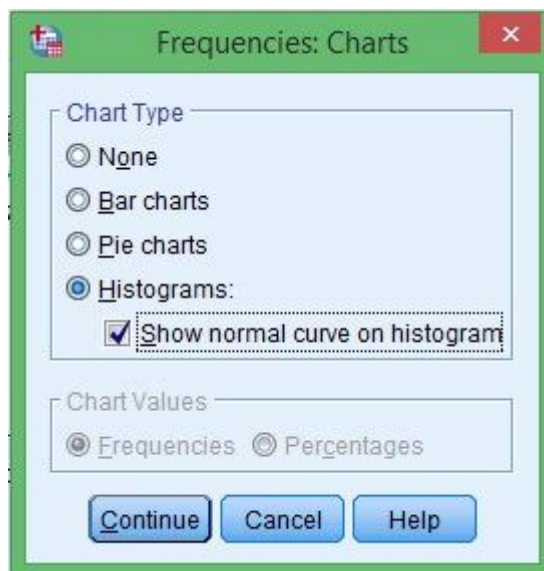 Frequencies: Charts
Chart Type
None
Bar charts
Pie charts
Histograms:
Show normal curve on histogram
Chart Values
Frequencies Percentages
Continue Cancel Help